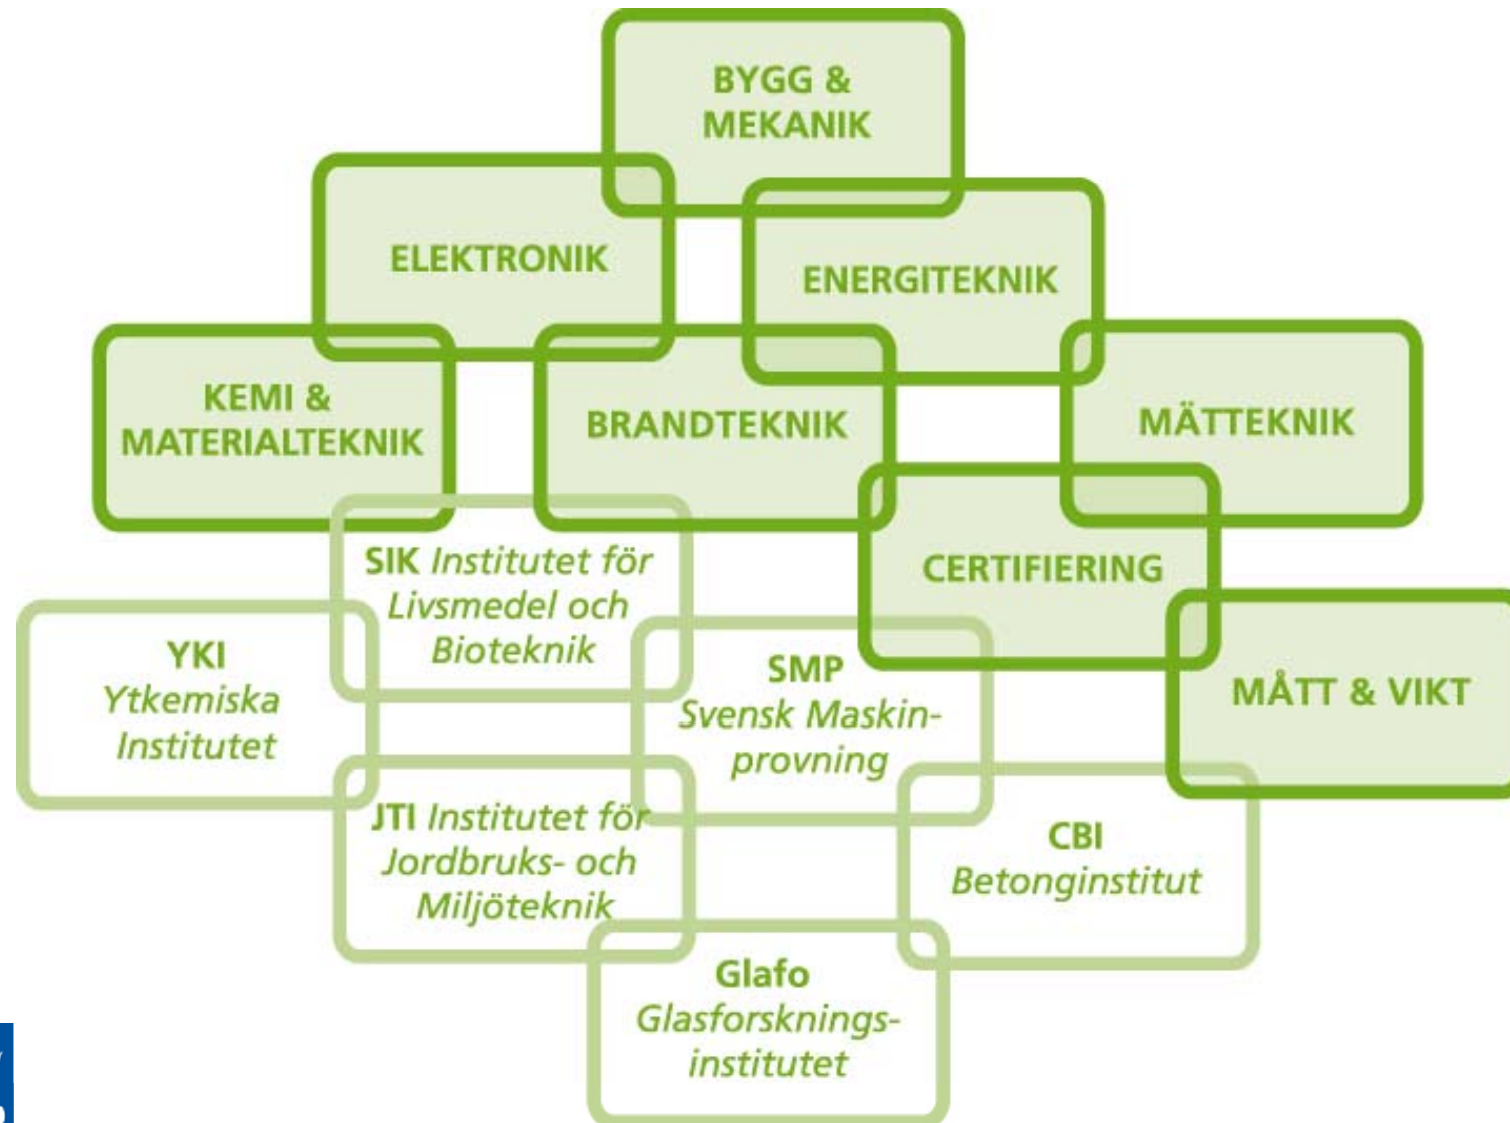 BYGG &
MEKANIK
ELEKTRONIK
ENERGITEKNIK
KEMI &
MATERIALTEKNIK
BRANDTEKNIK
MÄTTEKNIK
SIK Institutet för
Livsmedel och
Bioteknik
CERTIFIERING
YKI
Ytkemiska
Institutet
SMP
Svensk Maskin-
provning
MÅTT & VIKT
JTI Institutet för
Jordbruks- och
Miljöteknik
CBI
Betonginstitut
Glafo
Glasforsknings-
institutet